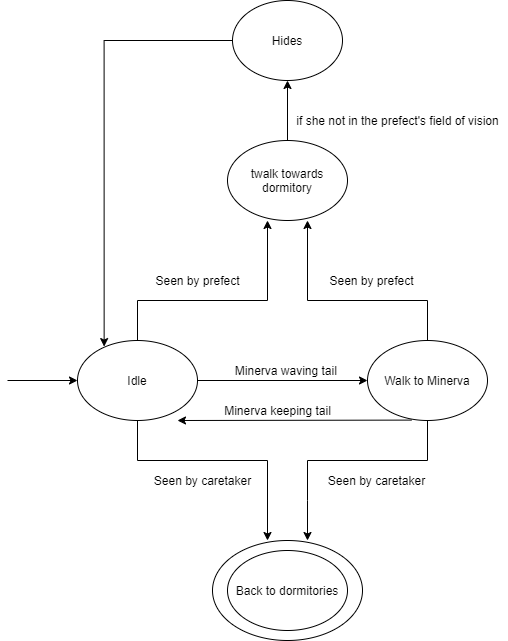 Hides
if she not in the prefect's field of vision
twalk towards
dormitory
Seen by prefect
Seen by prefect
Minerva waving tail
Idle
Walk to Minerva
Minerva keeping tail
Seen by caretaker
Seen by caretaker
Back to dormitories